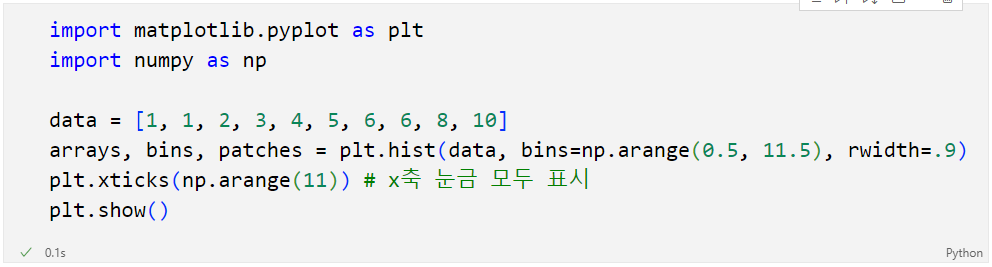 import matplotlib.pyplot as plt
import numpy as np
data = [1, 1, 2, 3, 4, 5, 6, 6, 8, 10]
arrays, bins, patches = plt.hist(data, bins=np.arange(0.5, 11.5), rwidth=.9)
plt.xticks(np.arange(11)) # x축 눈금 모두 표시
plt.show()
0.1s
Python